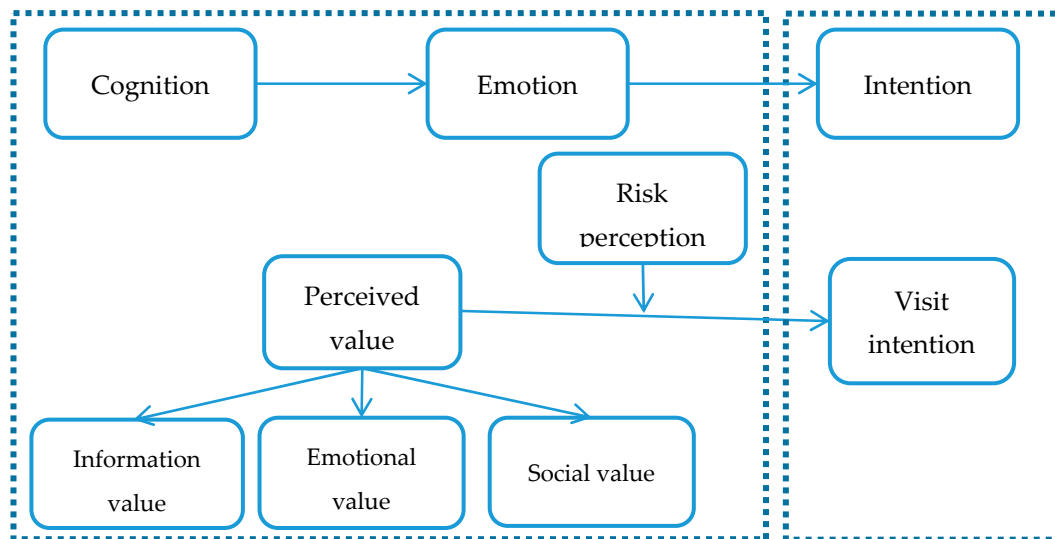 Cognition
Emotion
Intention
Risk
perception
Perceived
value
Visit
intention
Information
value
Emotional
value
Social value